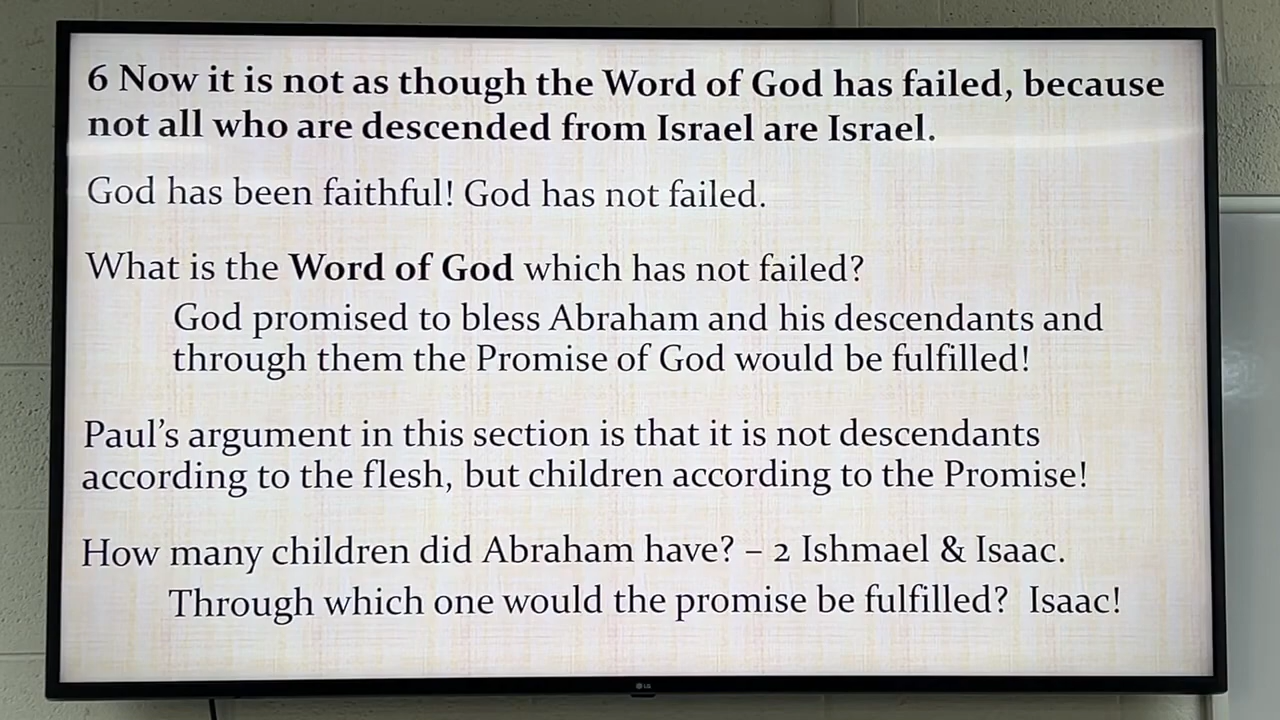 6 Now it is not as though the Word of God has failed, because
not all who are descended from Israel are Israel.
God has been faithful! God has not failed.
What is the Word of God which has not failed?
God promised to bless Abraham and his descendants and
through them the Promise of God would be fulfilled!
Paul’s argument in this section is that it is not descendants
according to the flesh, but children according to the Promise!
How many children did Abraham have? – 2 Ishmael & Isaac.
Through which one would the promise be fulfilled? Isaac!
LG